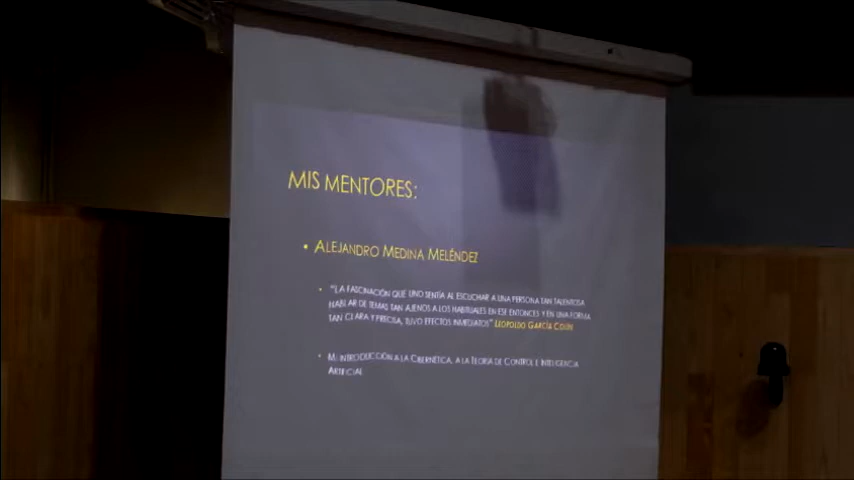 MIS MENTORES:
• ALEJANDRO MEDINA MELÉNDEZ
• "LA FASCINACIÓN QUE UNO SENTÍA AL ESCUCHAR A UNA PERSONA TAN TALENTOSA
HABLAR DE TEMAS TAN AJENOS A LOS HABITUALES EN ESE ENTONCES Y EN UNA FORMA
TAN CLARA Y PRECISA, TUVO EFECTOS INMEDIATOS" LEOPOLDO GARCÍA COLÍN
• MI INTRODUCCIÓN A LA CIBERNÉTICA, A LA TEORÍA DE CONTROL E INTELIGENCIA
ARTIFICIAL